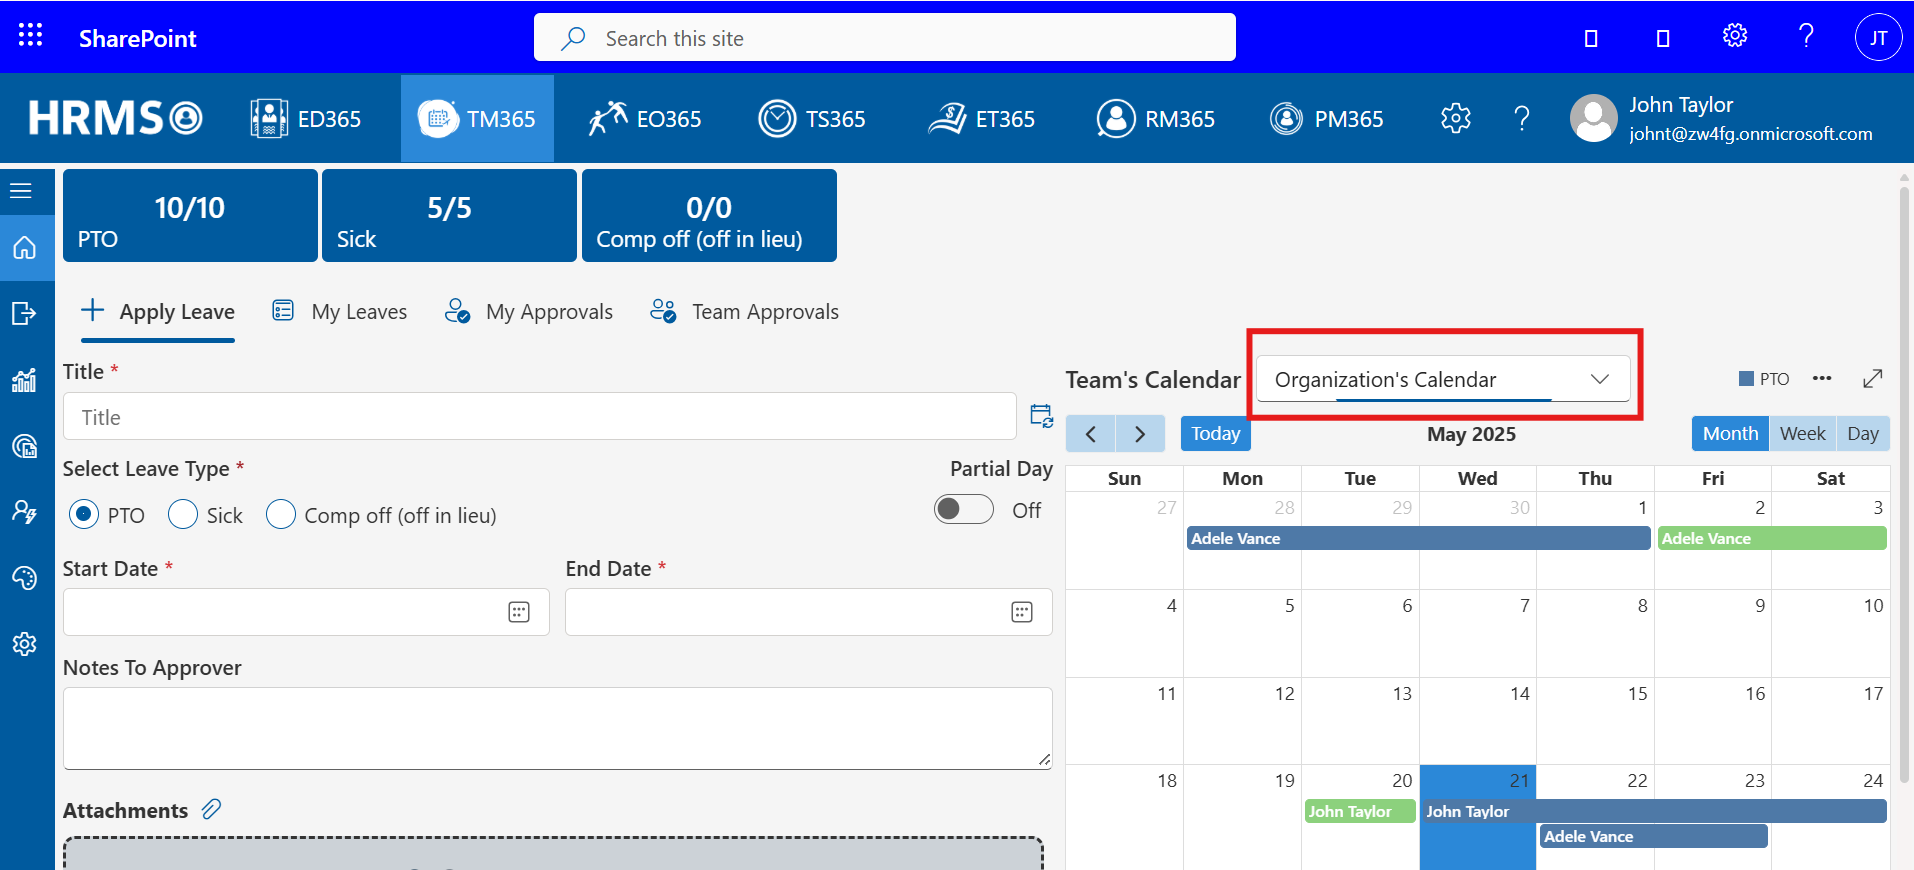 SharePoint
Search this site
JT
HRMS
ED365
TM365
EO365
TS365
ET365
RM365
PM365
John Taylor
johnt@zw4fg.onmicrosoft.com
10/10
PTO
5/5
Sick
0/0
Comp off (off in lieu)
Apply Leave
My Leaves
My Approvals
Team Approvals
Title *
Title
Select Leave Type *
Partial Day
PTO
Sick
Comp off (off in lieu)
Off
Start Date *
End Date *
Notes To Approver
Attachments
Team's Calendar
Organization's Calendar
PTO
Today
May 2025
Month
Week
Day
Sun Mon Tue Wed Thu Fri Sat
27 28 29 30 1 2 3
Adele Vance
Adele Vance
4 5 6 7 8 9 10
11 12 13 14 15 16 17
18 19 20 21 22 23 24
John Taylor
John Taylor
Adele Vance